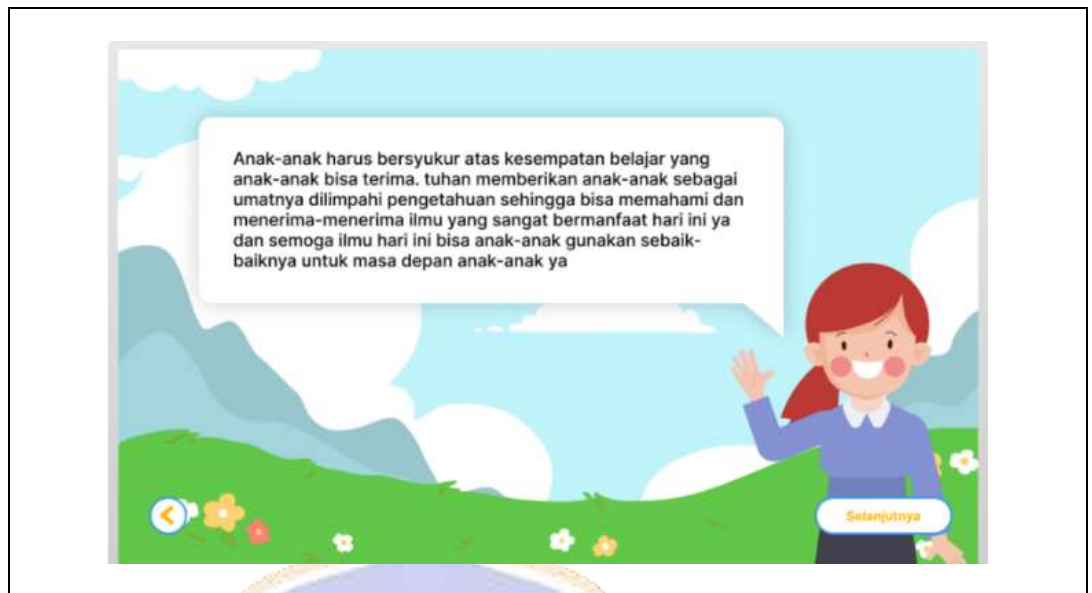 Anak-anak harus bersyukur atas kesempatan belajar yang
anak-anak bisa terima. tuhan memberikan anak-anak sebagai
umatnya dilimpahi pengetahuan sehingga bisa memahami dan
menerima-menerima ilmu yang sangat bermanfaat hari ini ya
dan semoga ilmu hari ini bisa anak-anak gunakan sebaik-
baiknya untuk masa depan anak-anak ya
Selanjutnya